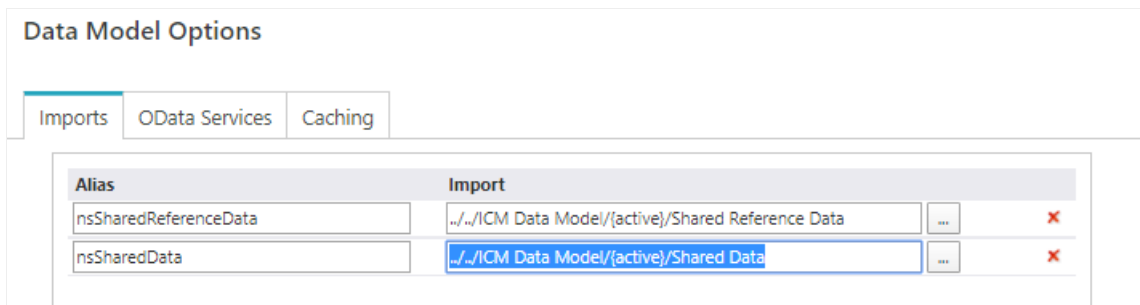 Data Model Options
Imports OData Services Caching
Alias Import
nsSharedReferenceData ../../ICM Data Model/{active}/Shared Reference Data ...
nsSharedData ../../ICM Data Model/{active}/Shared Data ...